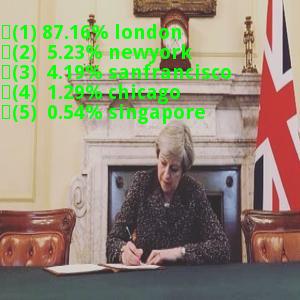 (1) 87.16% london
(2) 5.23% newyork
(3) 4.19% sanfrancisco
(4) 1.29% chicago
(5) 0.54% singapore